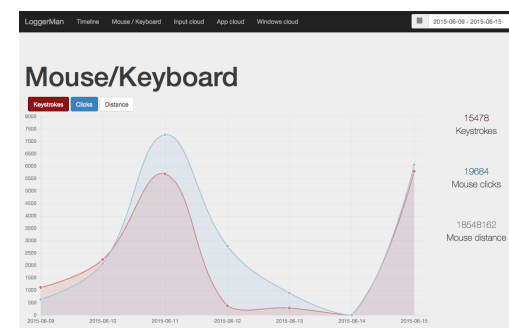 LoggerMan Timeline Mouse / Keyboard Input cloud App cloud Windows cloud 2015-06-09 - 2015-06-15
Mouse/Keyboard
Keystrokes Clicks Distance
8000
7500
7000
6500
6000
5500
5000
4500
4000
3500
3000
2500
2000
1500
1000
500
0
2015-06-09 2015-06-10 2015-06-11 2015-06-12 2015-06-13 2015-06-14 2015-06-15
15478
Keystrokes
19684
Mouse clicks
18548162
Mouse distance